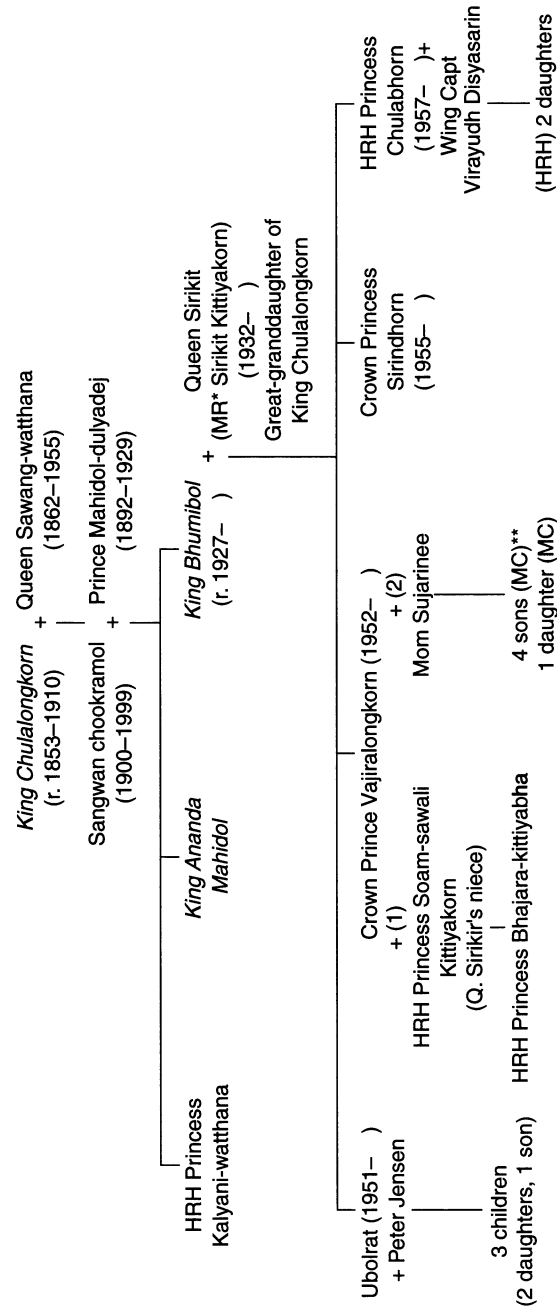 King Chulalongkorn
(r. 1853–1910)
+
Queen Sawang-watthana
(1862–1955)
Sangwan chookramol
(1900–1999)
+
Prince Mahidol-dulyadej
(1892–1929)
HRH Princess
Kalyani-watthana
King Ananda
Mahidol
King Bhumibol
(r. 1927– )
+
Queen Sirikit
(MR* Sirikit Kittiyakorn)
(1932– )
Great-granddaughter of
King Chulalongkorn
Ubolrat (1951– )
+ Peter Jensen
3 children
(2 daughters, 1 son)
Crown Prince Vajiralongkorn (1952– )
+ (1)
HRH Princess Soam-sawali
Kittiyakorn
(Q. Sirikir's niece)
HRH Princess Bhajara-kittiyabha
+ (2)
Mom Sujarinee
4 sons (MC)**
1 daughter (MC)
Crown Princess
Sirindhorn
(1955– )
HRH Princess
Chulabhorn
(1957– )+
Wing Capt
Virayudh Disyasarin
(HRH) 2 daughters